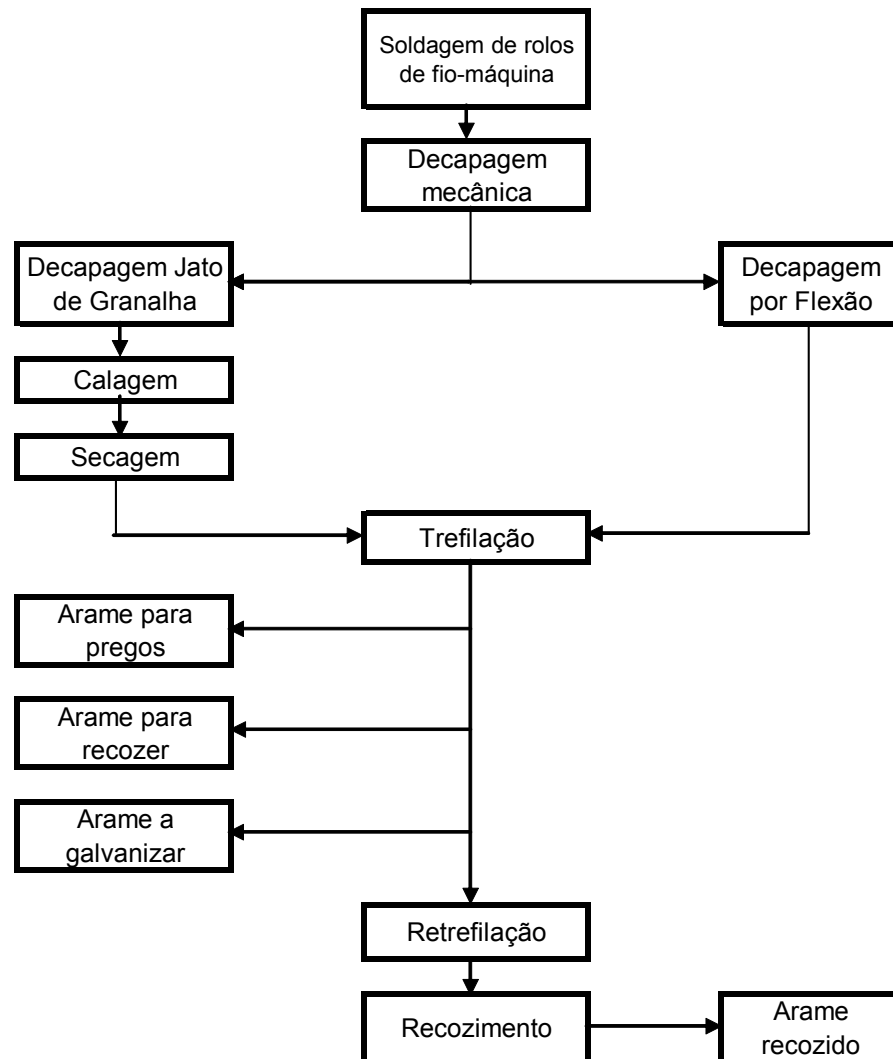 Soldagem de rolos
de fio-máquina
Decapagem
mecânica
Decapagem Jato
de Granalha
Decapagem
por Flexão
Calagem
Secagem
Trefilação
Arame para
pregos
Arame para
recozer
Arame a
galvanizar
Retrefilação
Recozimento
Arame
recozido